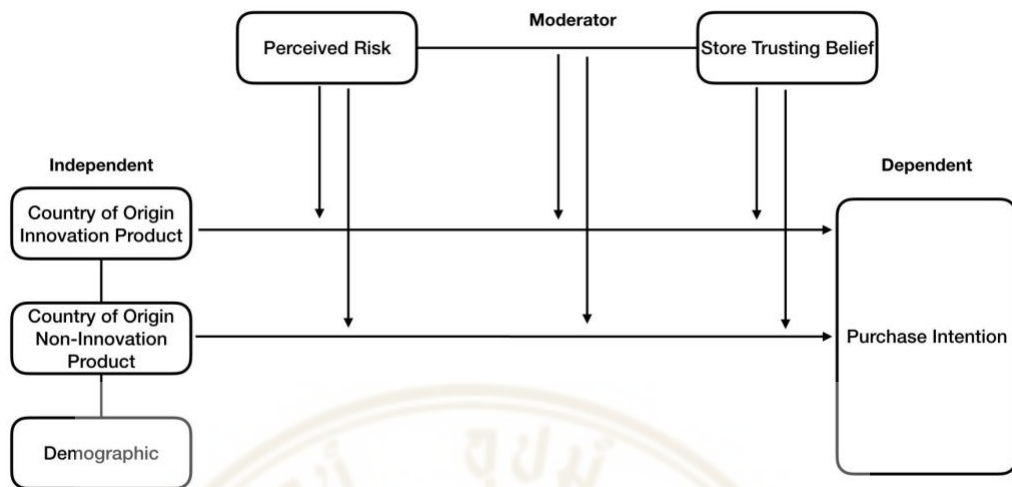 Moderator
Perceived Risk
Store Trusting Belief
Independent
Dependent
Country of Origin
Innovation Product
Country of Origin
Non-Innovation
Product
Purchase Intention
Demographic